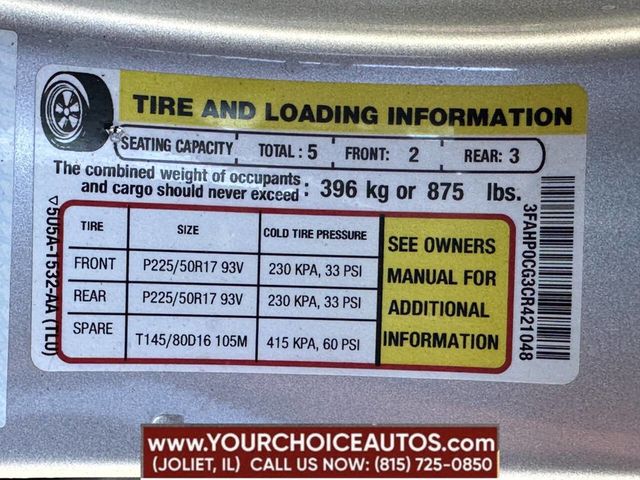 TIRE AND LOADING INFORMATION
SEATING CAPACITY TOTAL : 5 FRONT: 2 REAR: 3
The combined weight of occupants
and cargo should never exceed : 396 kg or 875 lbs.
TIRE SIZE COLD TIRE PRESSURE
FRONT P225/50R17 93V 230 KPA, 33 PSI
REAR P225/50R17 93V 230 KPA, 33 PSI
SPARE T145/80D16 105M 415 KPA, 60 PSI
SEE OWNERS
MANUAL FOR
ADDITIONAL
INFORMATION
▽5U5A-1532-AA (TLU)
3FAHP0CG3CR421048
WWW.YOURCHOICEAUTOS.COM
(JOLIET, IL) CALL US NOW: (815) 725-0850